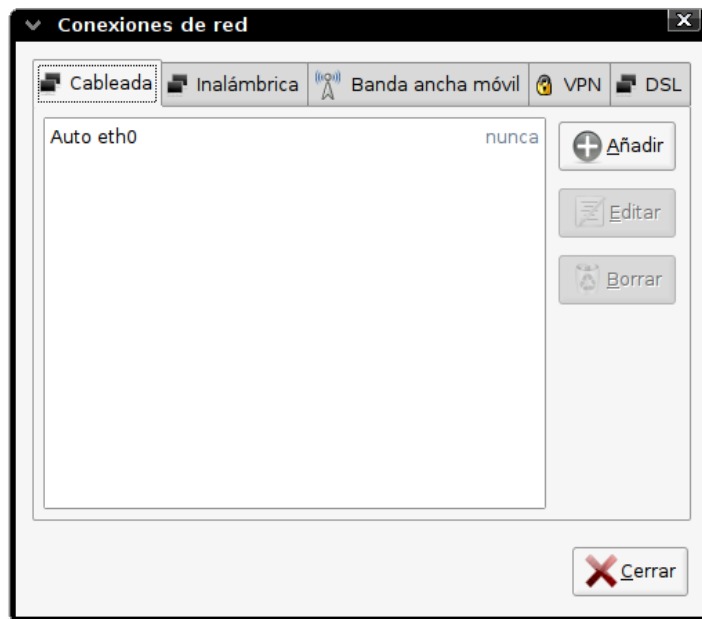 Conexiones de red
Cableada Inalámbrica Banda ancha móvil VPN DSL
Auto eth0 nunca
Añadir
Editar
Borrar
Cerrar